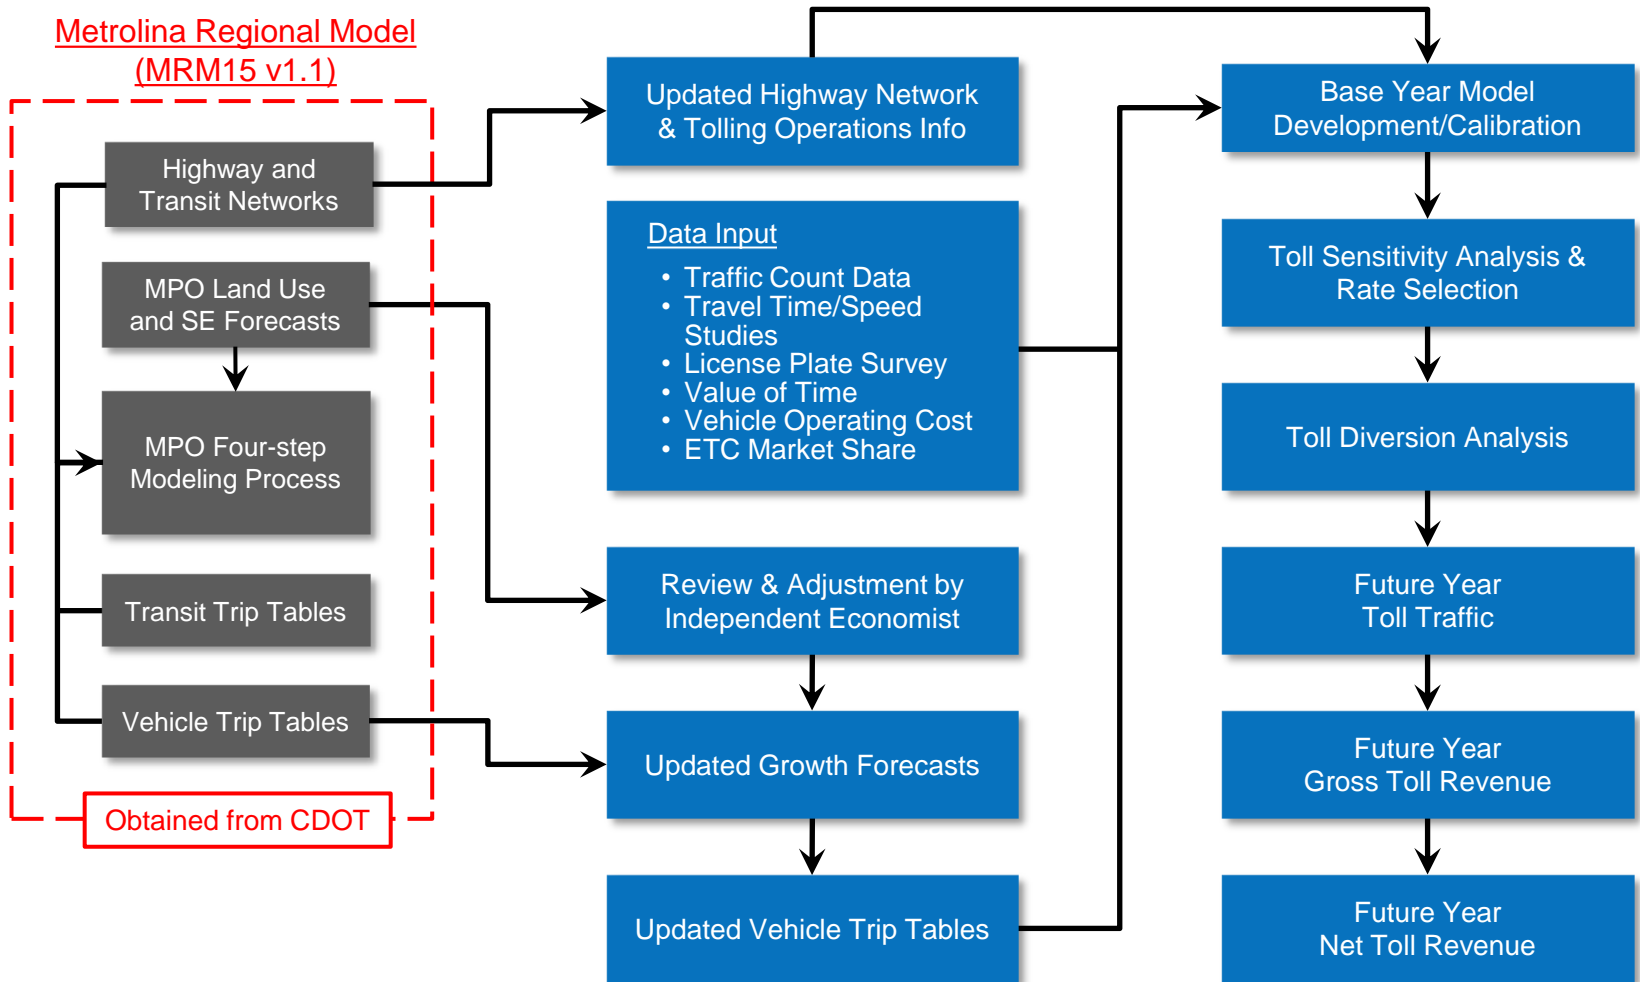 Metrolina Regional Model
(MRM15 v1.1)
Highway and
Transit Networks
MPO Land Use
and SE Forecasts
MPO Four-step
Modeling Process
Transit Trip Tables
Vehicle Trip Tables
Obtained from CDOT
Updated Highway Network
& Tolling Operations Info
Data Input
• Traffic Count Data
• Travel Time/Speed
Studies
• License Plate Survey
• Value of Time
• Vehicle Operating Cost
• ETC Market Share
Review & Adjustment by
Independent Economist
Updated Growth Forecasts
Updated Vehicle Trip Tables
Base Year Model
Development/Calibration
Toll Sensitivity Analysis &
Rate Selection
Toll Diversion Analysis
Future Year
Toll Traffic
Future Year
Gross Toll Revenue
Future Year
Net Toll Revenue